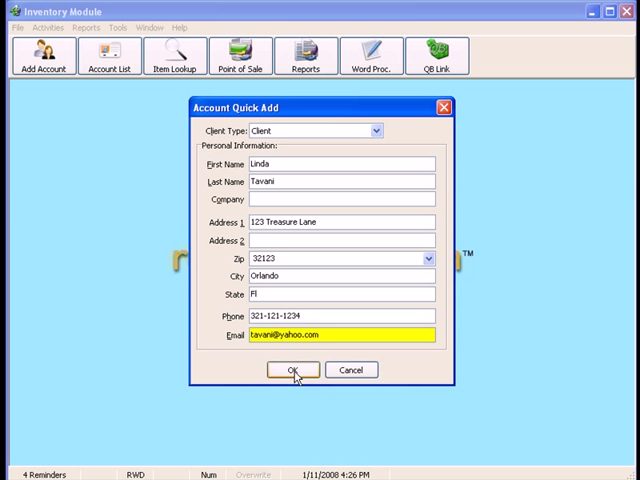 Inventory Module
File Activities Reports Tools Window Help
Add Account Account List Item Lookup Point of Sale Reports Word Proc. QB Link
Account Quick Add
Client Type: Client
Personal Information:
First Name Linda
Last Name Tavani
Company
Address 1 123 Treasure Lane
Address 2
Zip 32123
City Orlando
State Fl
Phone 321-121-1234
Email tavani@yahoo.com
OK Cancel
TM
4 Reminders RWD Num Overwrite 1/11/2008 4:26 PM